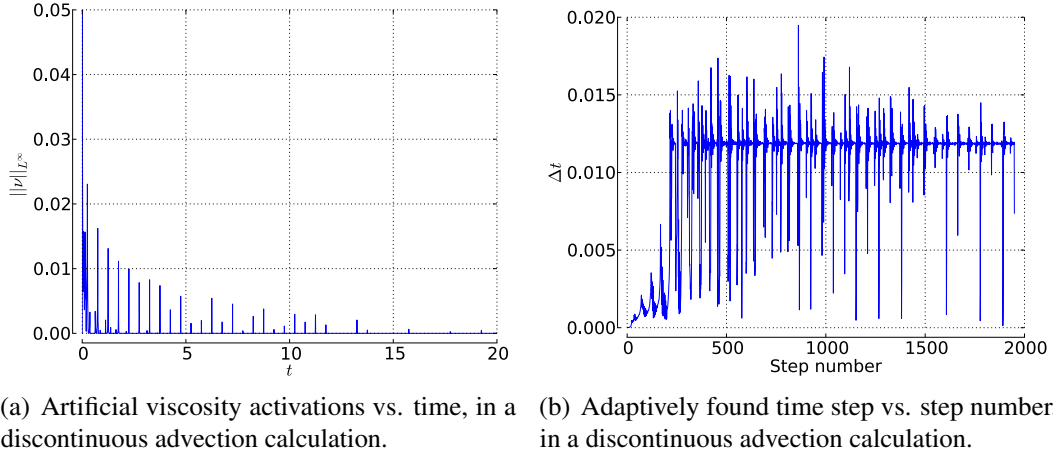 0.05
0.04
0.03
0.02
0.01
0.00
||ν||_{L^∞}
0 5 10 15 20
t
0.020
0.015
0.010
0.005
0.000
Δt
0 500 1000 1500 2000
Step number
(a) Artificial viscosity activations vs. time, in a
discontinuous advection calculation.
(b) Adaptively found time step vs. step number
in a discontinuous advection calculation.